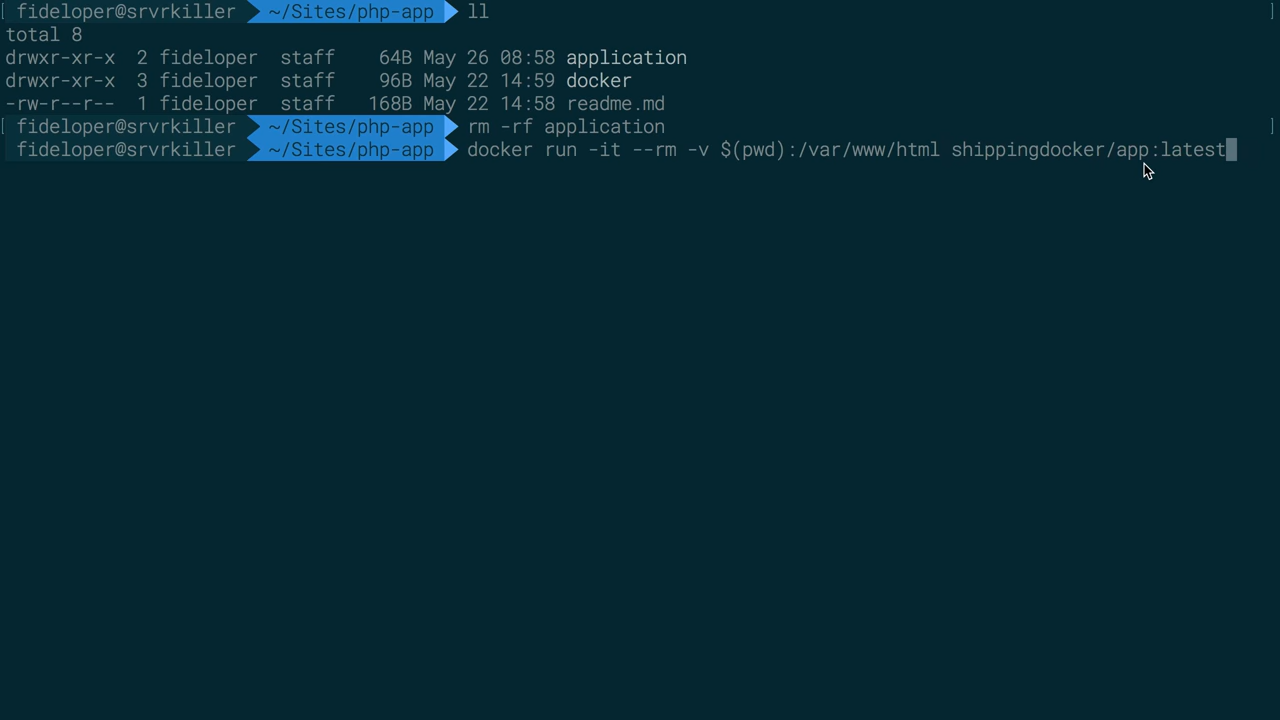 [ fideloper@srvrkiller ~/Sites/php-app ll ]
total 8
drwxr-xr-x  2 fideloper  staff    64B May 26 08:58 application
drwxr-xr-x  3 fideloper  staff    96B May 22 14:59 docker
-rw-r--r--  1 fideloper  staff   168B May 22 14:58 readme.md
[ fideloper@srvrkiller ~/Sites/php-app rm -rf application ]
fideloper@srvrkiller ~/Sites/php-app docker run -it --rm -v $(pwd):/var/www/html shippingdocker/app:latest